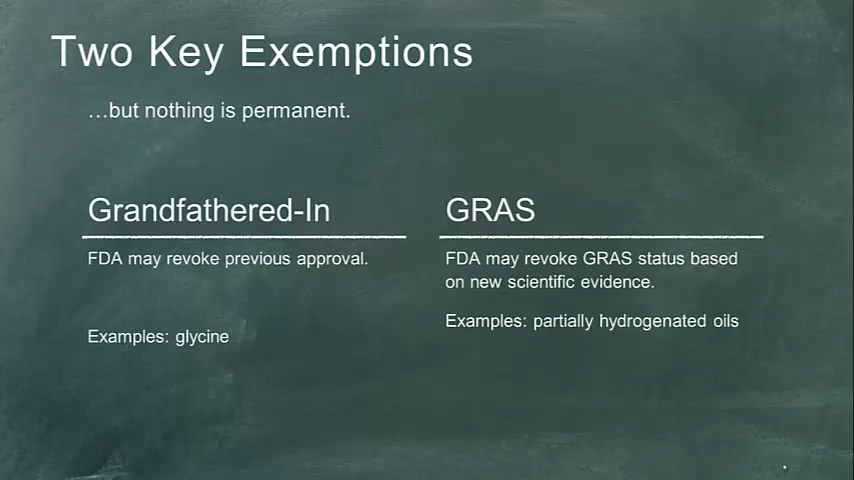 Two Key Exemptions
…but nothing is permanent.
Grandfathered-In
FDA may revoke previous approval.
Examples: glycine
GRAS
FDA may revoke GRAS status based
on new scientific evidence.
Examples: partially hydrogenated oils